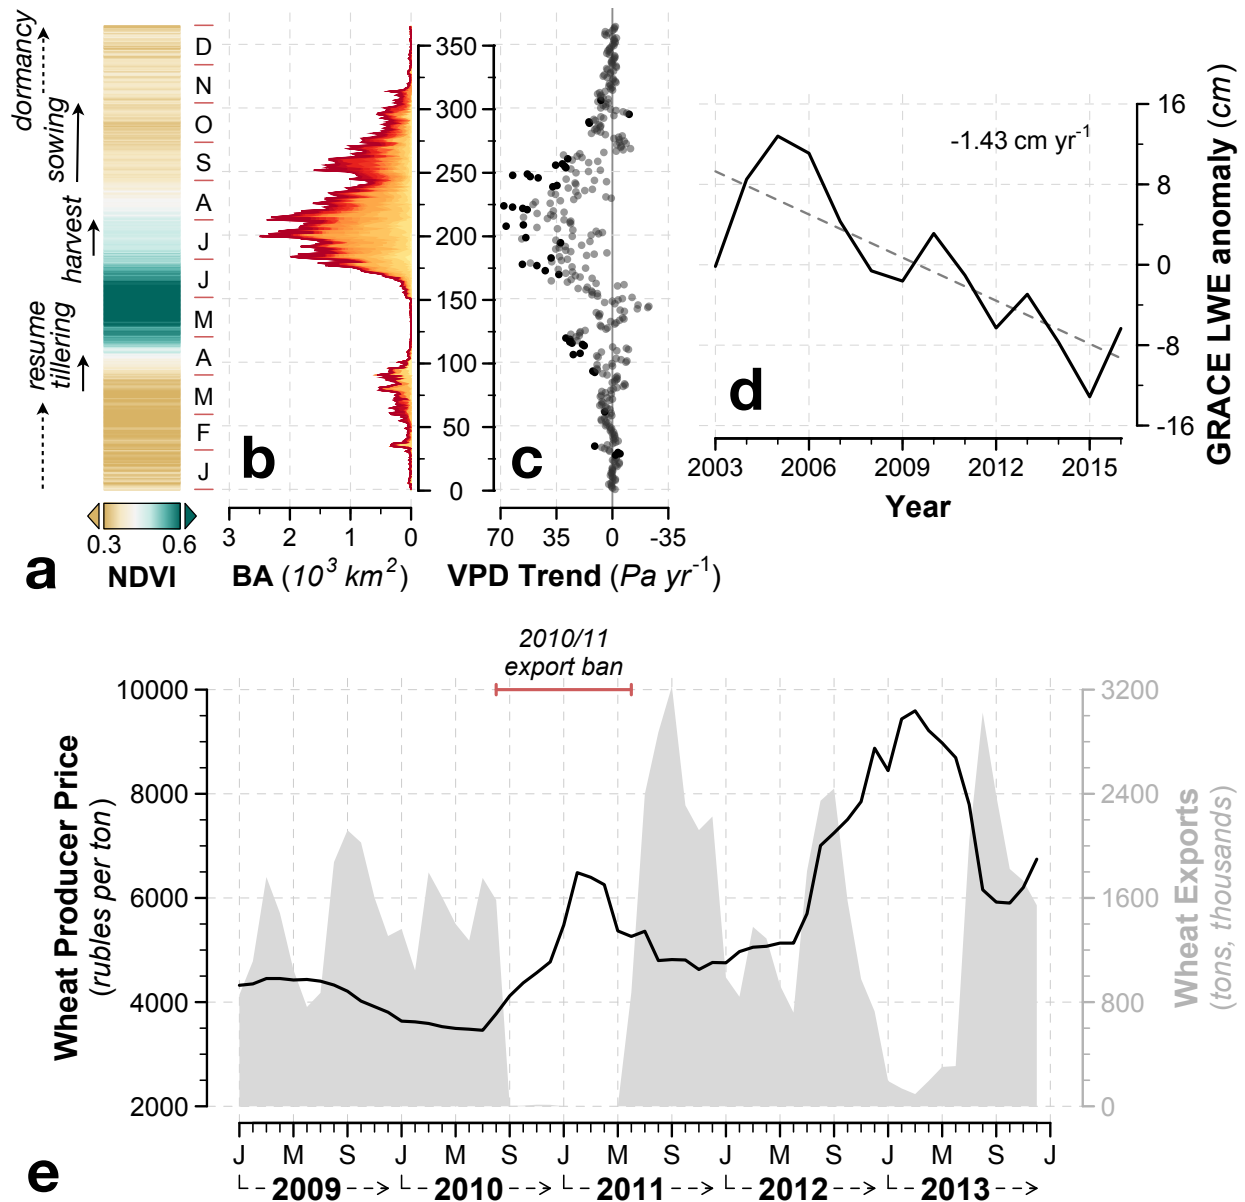 dormancy
sowing
harvest
resume
tillering
D
N
O
S
A
J
J
M
A
M
F
J
0.3 0.6
NDVI
a
b
3 2 1 0
BA (10³ km²)
350
300
250
200
150
100
50
0
c
70 35 0 -35
VPD Trend (Pa yr⁻¹)
-1.43 cm yr⁻¹
d
16
8
0
-8
-16
GRACE LWE anomaly (cm)
2003 2006 2009 2012 2015
Year
2010/11
export ban
10000
8000
6000
4000
2000
Wheat Producer Price
(rubles per ton)
3200
2400
1600
800
0
Wheat Exports
(tons, thousands)
J M S J M S J M S J M S J M S J
2009 2010 2011 2012 2013
e